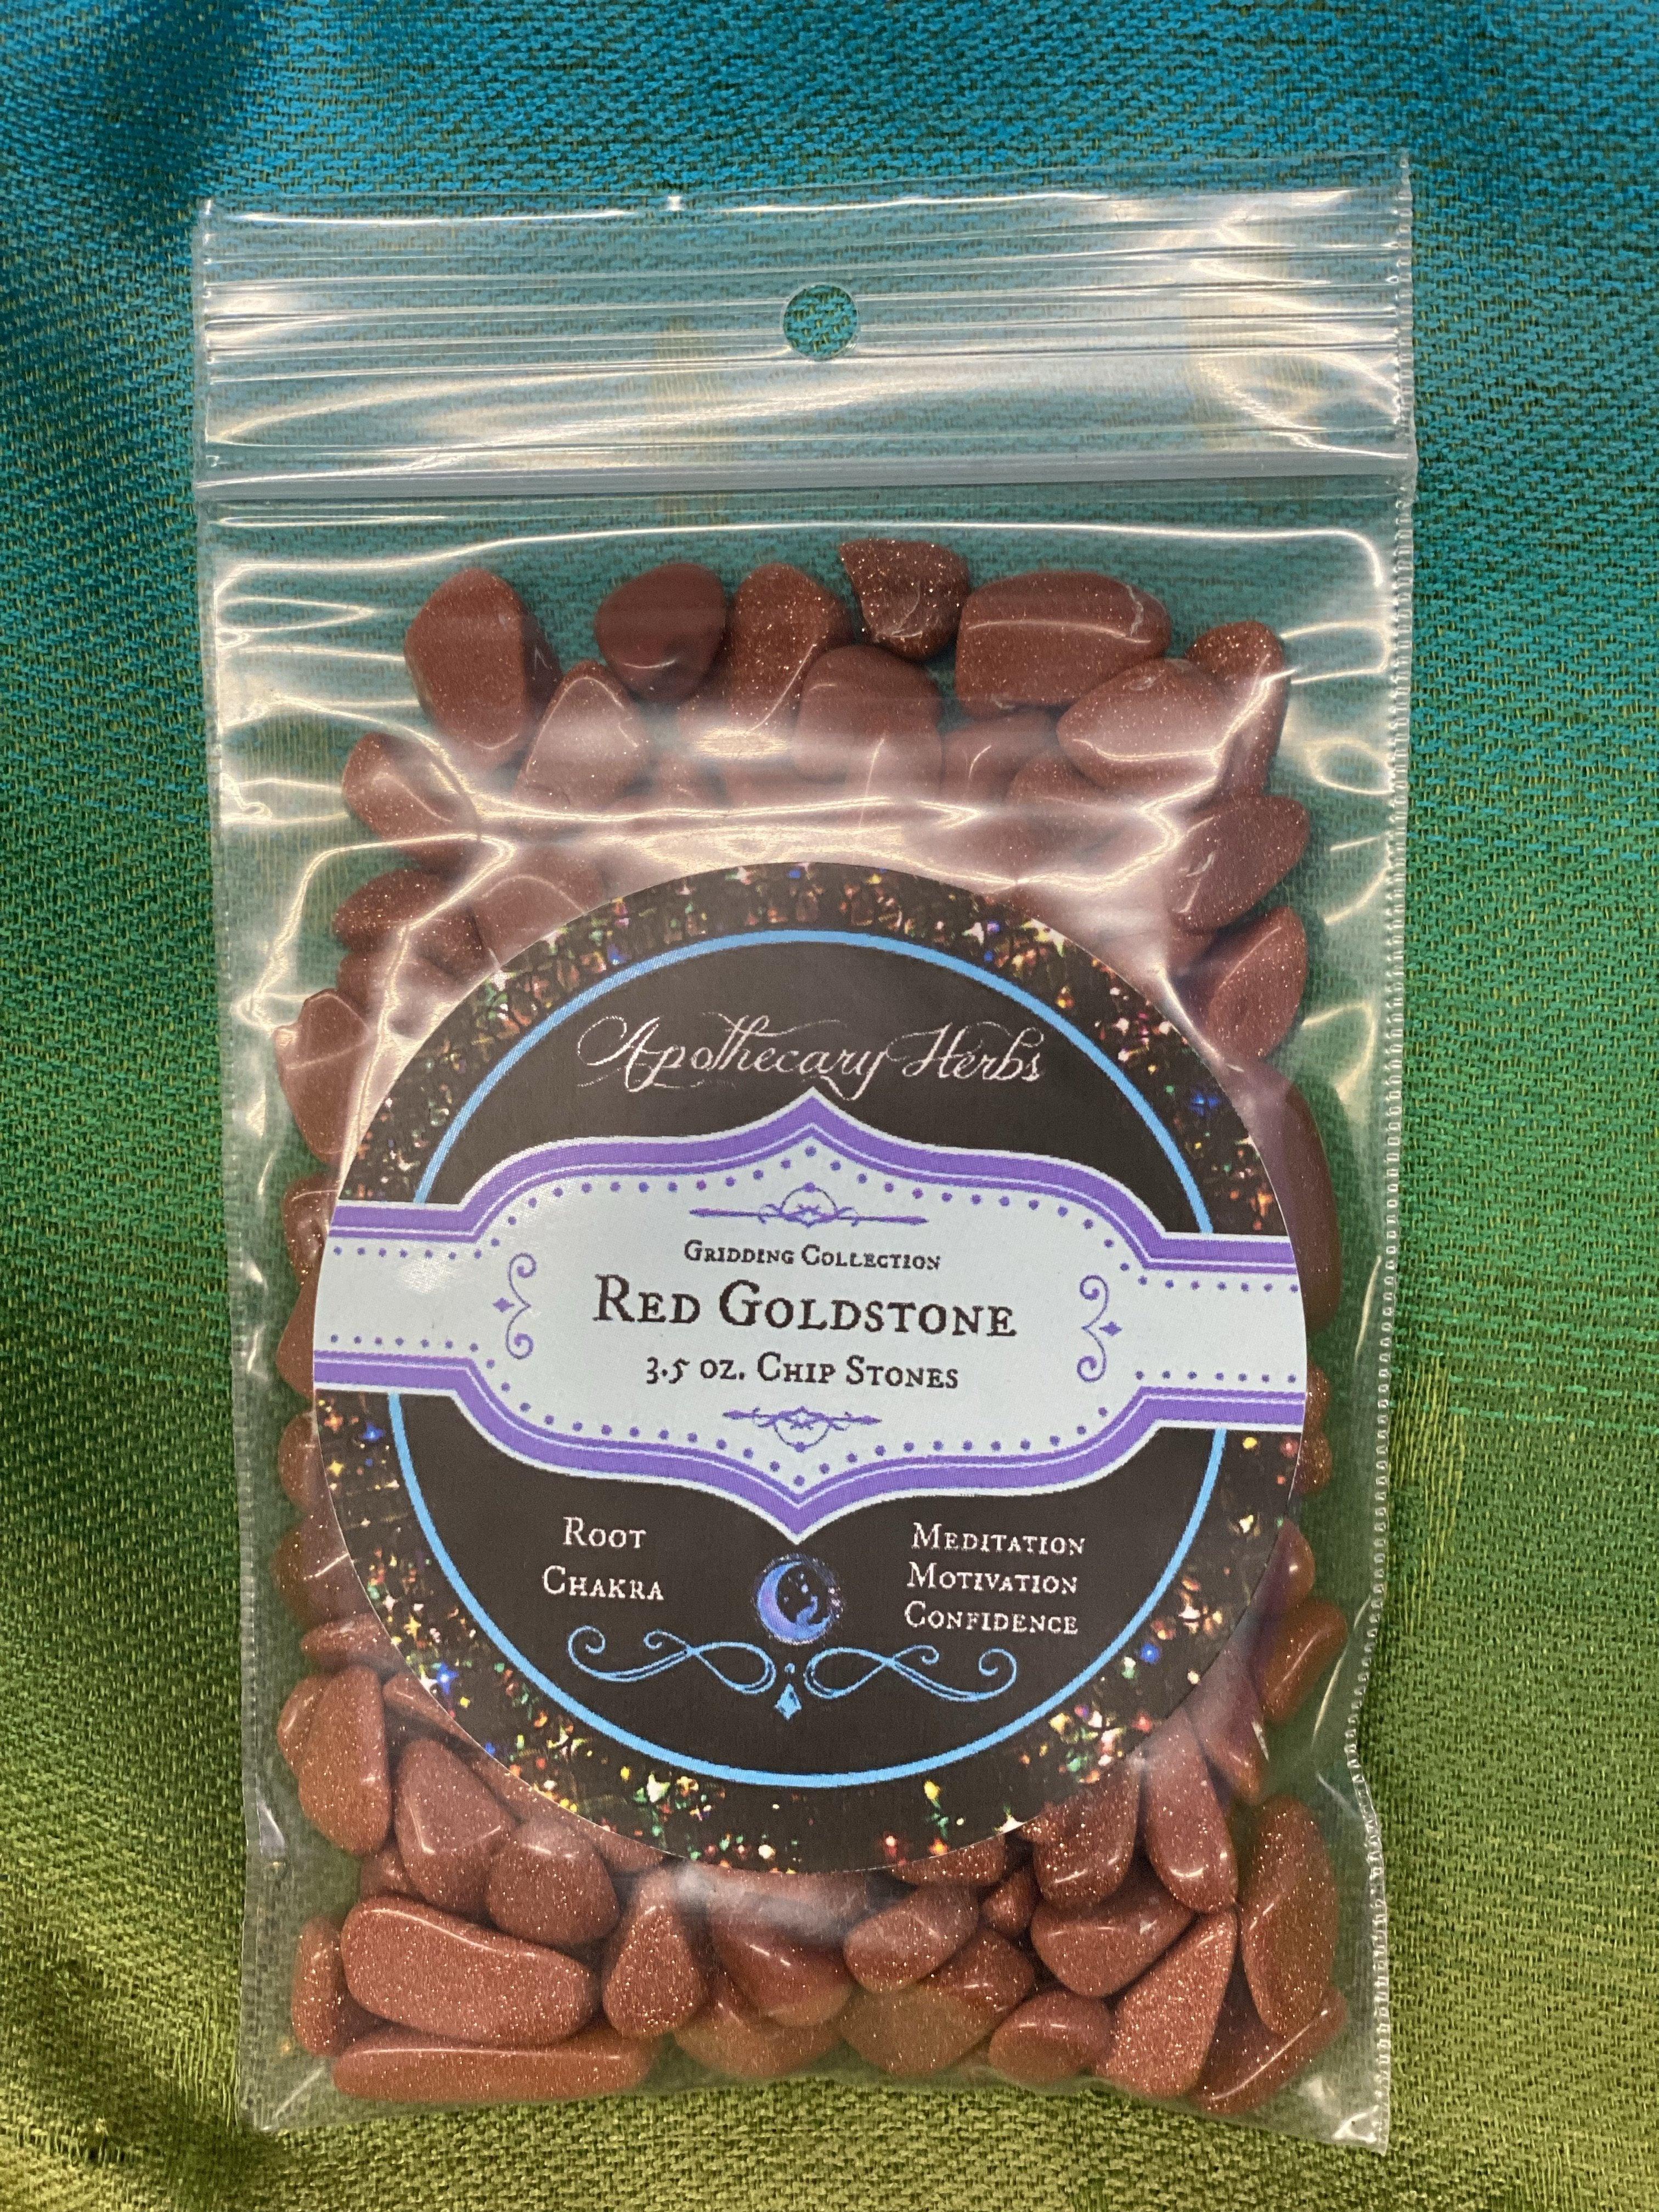 Apothecary Herbs
Gridding Collection
Red Goldstone
3.5 oz. Chip Stones
Root
Chakra
Meditation
Motivation
Confidence